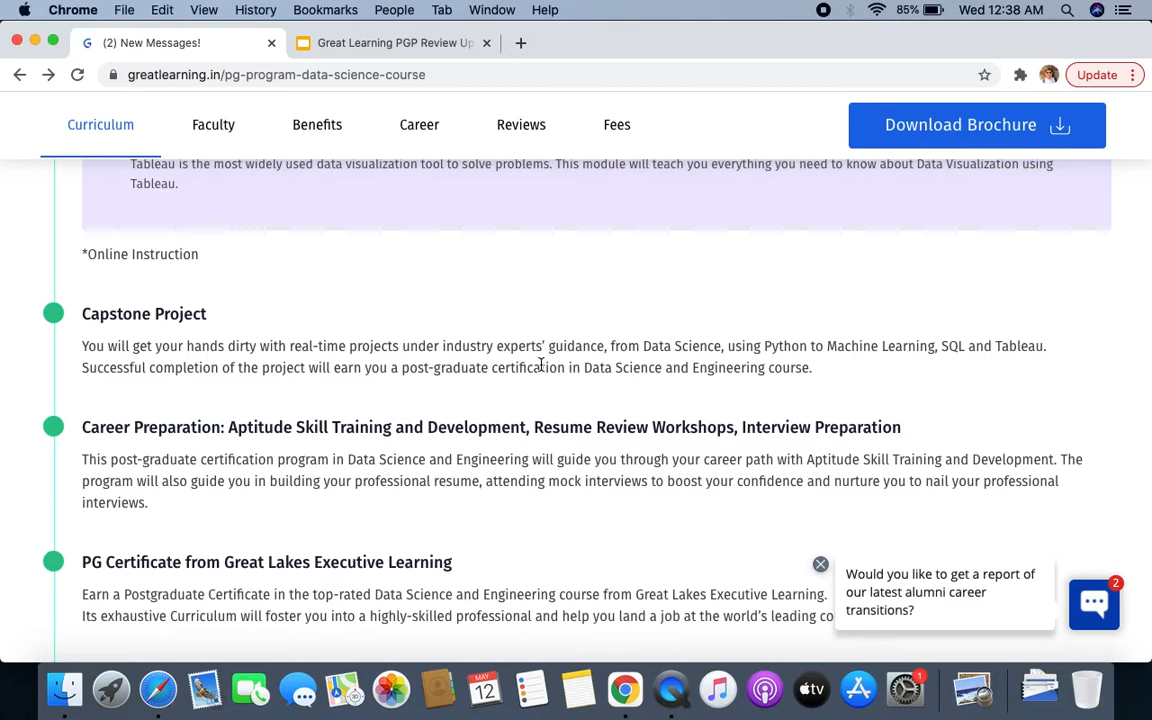 Chrome File Edit View History Bookmarks People Tab Window Help 85% Wed 12:38 AM
(2) New Messages! Great Learning PGP Review Up
greatlearning.in/pg-program-data-science-course Update
Curriculum Faculty Benefits Career Reviews Fees Download Brochure
Tableau is the most widely used data visualization tool to solve problems. This module will teach you everything you need to know about Data Visualization using
Tableau.
*Online Instruction
Capstone Project
You will get your hands dirty with real-time projects under industry experts’ guidance, from Data Science, using Python to Machine Learning, SQL and Tableau.
Successful completion of the project will earn you a post-graduate certification in Data Science and Engineering course.
Career Preparation: Aptitude Skill Training and Development, Resume Review Workshops, Interview Preparation
This post-graduate certification program in Data Science and Engineering will guide you through your career path with Aptitude Skill Training and Development. The
program will also guide you in building your professional resume, attending mock interviews to boost your confidence and nurture you to nail your professional
interviews.
PG Certificate from Great Lakes Executive Learning
Earn a Postgraduate Certificate in the top-rated Data Science and Engineering course from Great Lakes Executive Learning.
Its exhaustive Curriculum will foster you into a highly-skilled professional and help you land a job at the world’s leading co
Would you like to get a report of
our latest alumni career
transitions?
2
MAY
12
tv
1